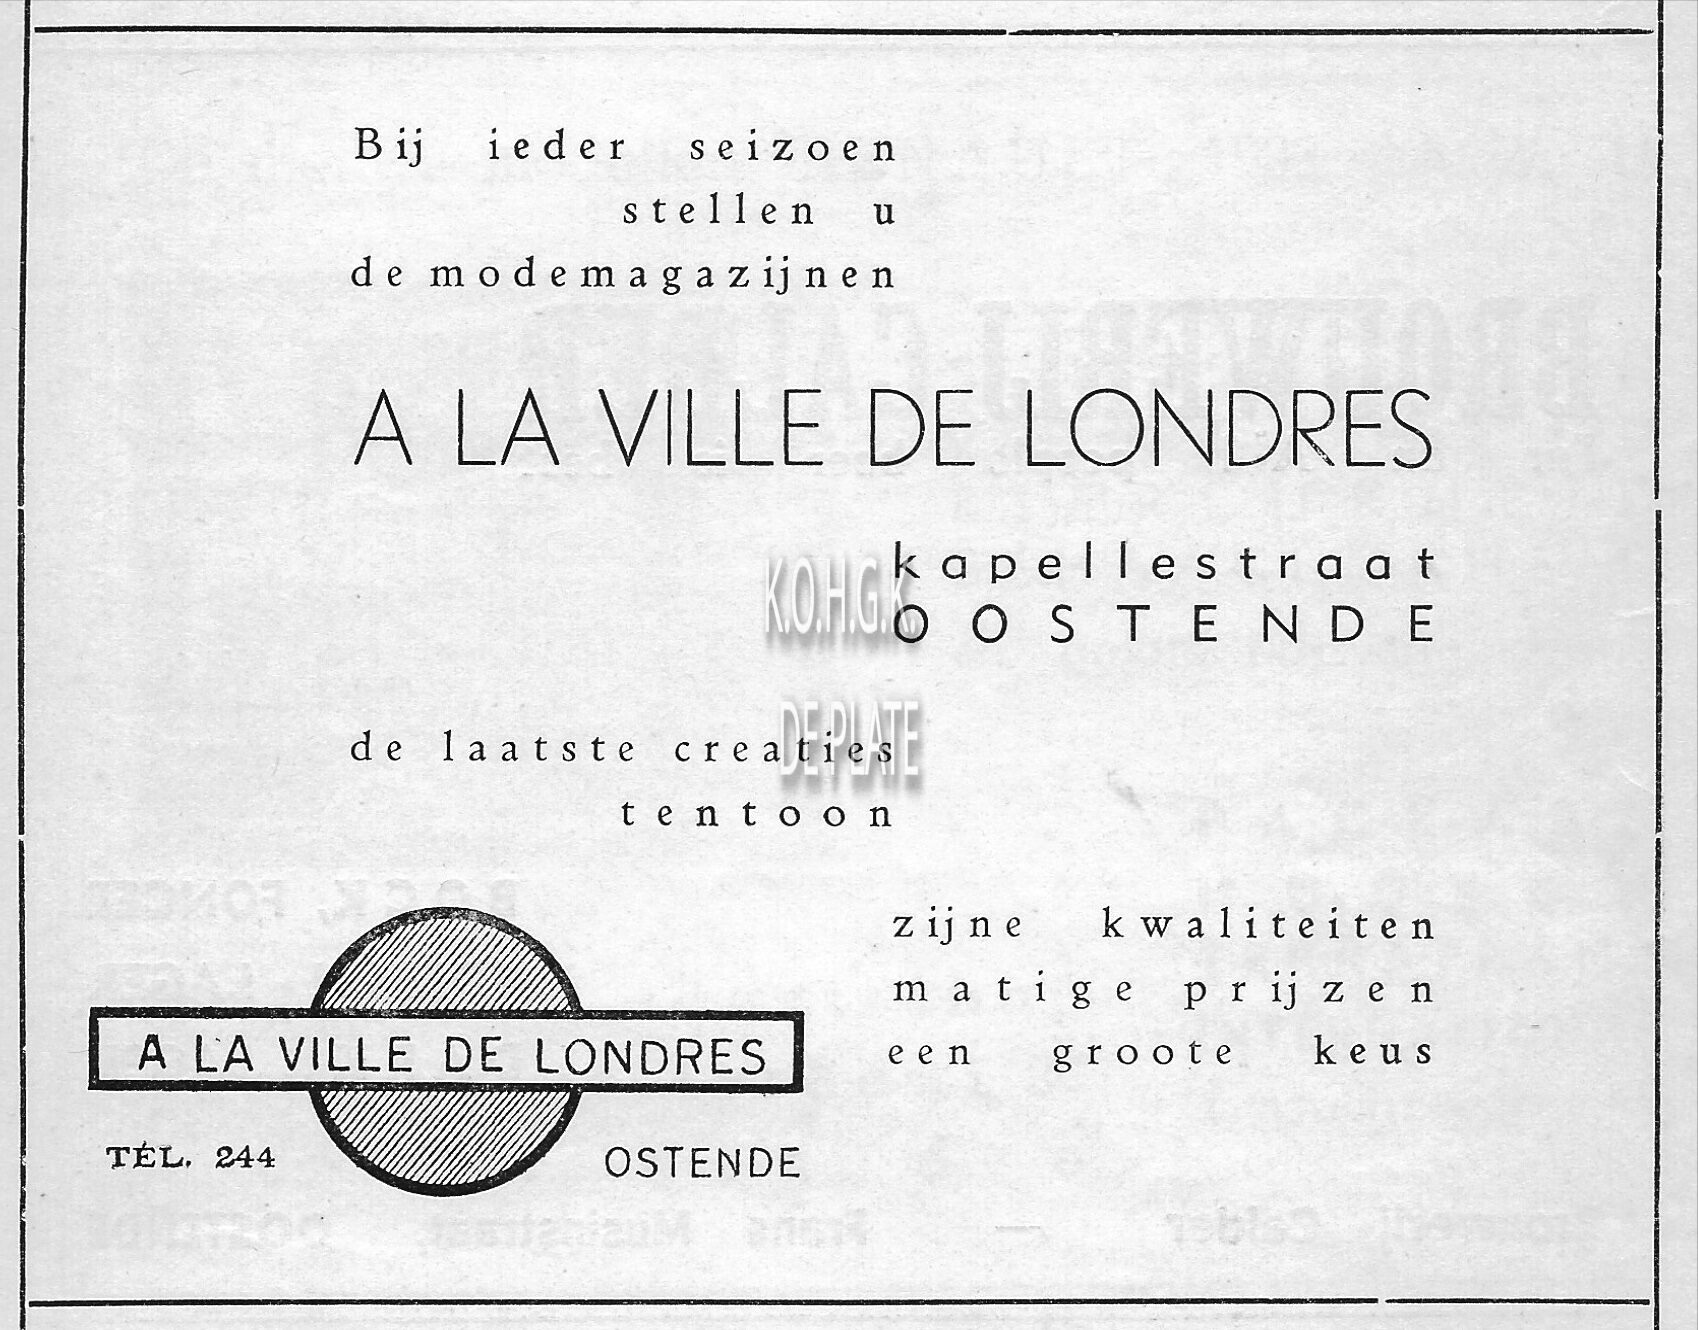 Bij ieder seizoen
stellen u
de modemagazijnen
A LA VILLE DE LONDRES
kapellestraat
OOSTENDE
K.O.H.G.K.
DE PLATE
de laatste creaties
tentoon
zijne kwaliteiten
matige prijzen
een groote keus
A LA VILLE DE LONDRES
TÉL. 244
OSTENDE